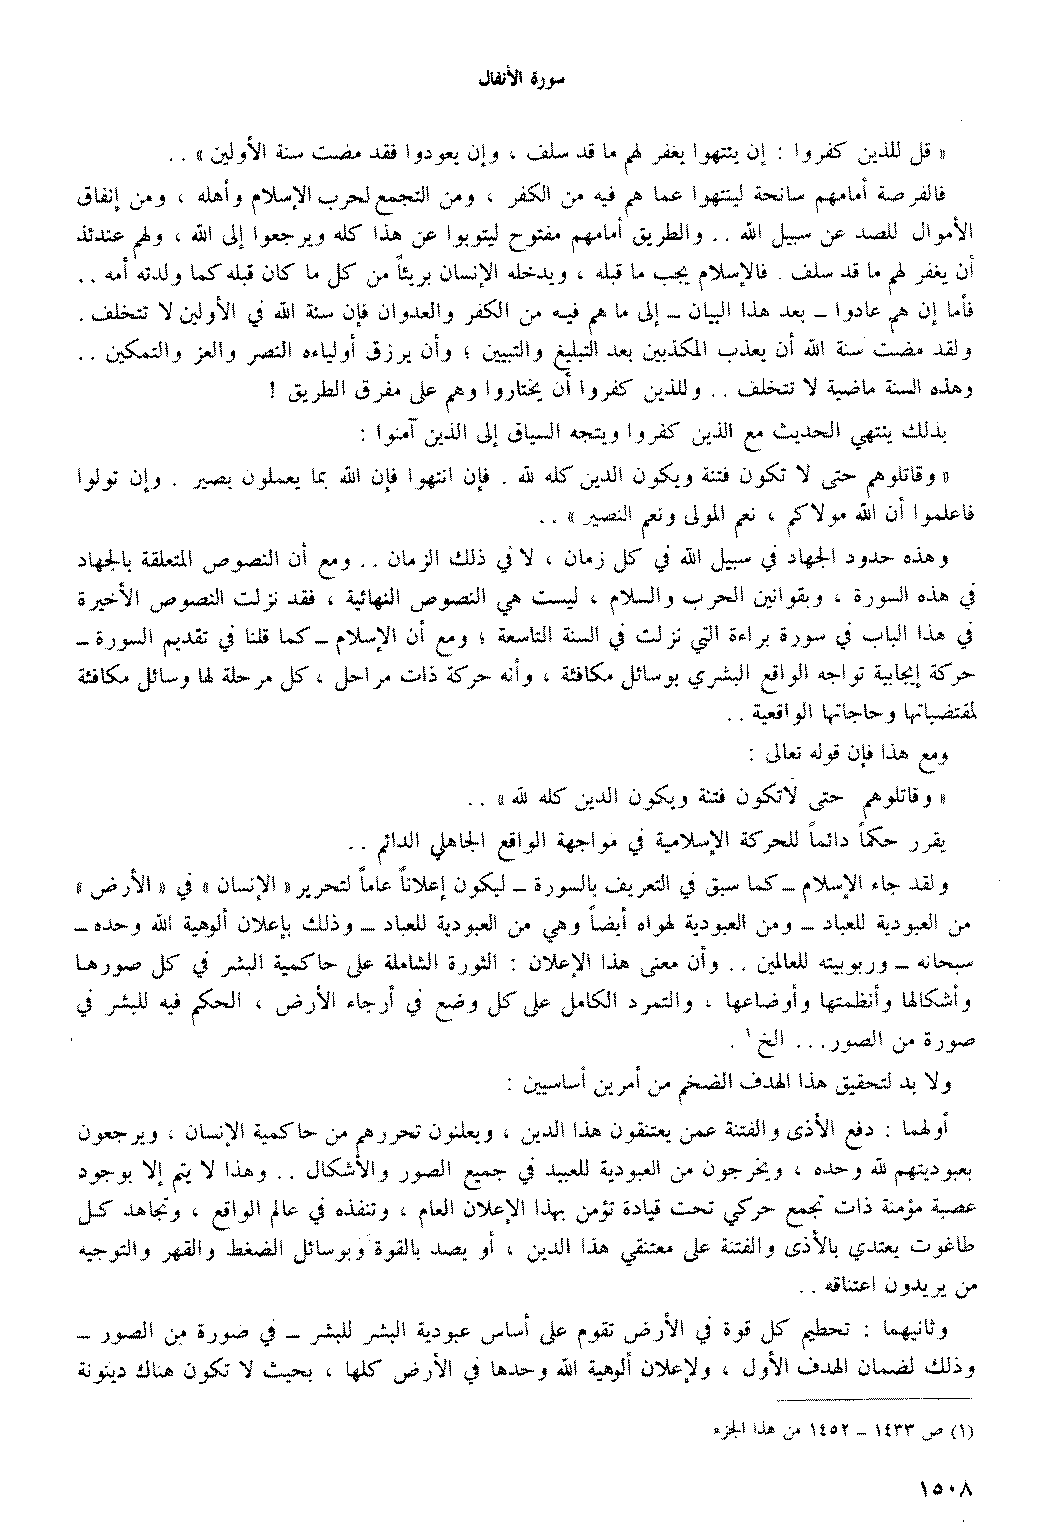 سورة الأنفال
« قل للذين كفروا : إن ينتهوا يغفر لهم ما قد سلف ، وإن يعودوا فقد مضت سنة الأولين » ..
فالفرصة أمامهم سانحة لينتهوا عما هم فيه من الكفر ، ومن التجمع لحرب الإسلام وأهله ، ومن إنفاق
الأموال للصد عن سبيل الله .. والطريق أمامهم مفتوح ليتوبوا عن هذا كله ويرجعوا إلى الله ، ولهم عندئذ
أن يغفر لهم ما قد سلف . فالإسلام يجب ما قبله ، ويدخله الإنسان بريئاً من كل ما كان قبله كما ولدته أمه ..
فأما إن هم عادوا – بعد هذا البيان – إلى ما هم فيه من الكفر والعدوان فإن سنة الله في الأولين لا تتخلف .
ولقد مضت سنة الله أن يعذب المكذبين بعد التبليغ والتبيين ؛ وأن يرزق أولياءه النصر والعز والتمكين ..
وهذه السنة ماضية لا تتخلف .. وللذين كفروا أن يختاروا وهم على مفرق الطريق !
بذلك ينتهي الحديث مع الذين كفروا ويتجه السياق إلى الذين آمنوا :
« وقاتلوهم حتى لا تكون فتنة ويكون الدين كله لله . فإن انتهوا فإن الله بما يعملون بصير . وإن تولوا
فاعلموا أن الله مولاكم ، نعم المولى ونعم النصير » ..
وهذه حدود الجهاد في سبيل الله في كل زمان ، لا في ذلك الزمان .. ومع أن النصوص المتعلقة بالجهاد
في هذه السورة ، وبقوانين الحرب والسلام ، ليست هي النصوص النهائية ، فقد نزلت النصوص الأخيرة
في هذا الباب في سورة براءة التي نزلت في السنة التاسعة ؛ ومع أن الإسلام – كما قلنا في تقديم السورة –
حركة إيجابية تواجه الواقع البشري بوسائل مكافئة ، وأنه حركة ذات مراحل ، كل مرحلة لها وسائل مكافئة
لمقتضياتها وحاجاتها الواقعية ..
ومع هذا فإن قوله تعالى :
« وقاتلوهم حتى لاتكون فتنة ويكون الدين كله لله » ..
يقرر حكماً دائماً للحركة الإسلامية في مواجهة الواقع الجاهلي الدائم ..
ولقد جاء الإسلام – كما سبق في التعريف بالسورة – ليكون إعلاناً عاماً لتحرير « الإنسان » في « الأرض »
من العبودية للعباد – ومن العبودية لهواه أيضاً وهي من العبودية للعباد – وذلك بإعلان ألوهية الله وحده –
سبحانه – وربوبيته للعالمين .. وأن معنى هذا الإعلان : الثورة الشاملة على حاكمية البشر في كل صورها
وأشكالها وأنظمتها وأوضاعها ، والتمرد الكامل على كل وضع في أرجاء الأرض ، الحكم فيه للبشر في
صورة من الصور... الخ ١ .
ولا بد لتحقيق هذا الهدف الضخم من أمرين أساسيين :
أولهما : دفع الأذى والفتنة عمن يعتنقون هذا الدين ، ويعلنون تحررهم من حاكمية الإنسان ، ويرجعون
بعبوديتهم لله وحده ، ويخرجون من العبودية للعبيد في جميع الصور والأشكال .. وهذا لا يتم إلا بوجود
عصبة مؤمنة ذات تجمع حركي تحت قيادة تؤمن بهذا الإعلان العام ، وتنفذه في عالم الواقع ، وتجاهد كل
طاغوت يعتدي بالأذى والفتنة على معتنقي هذا الدين ، أو يصد بالقوة وبوسائل الضغط والقهر والتوجيه
من يريدون اعتناقه ..
وثانيهما : تحطيم كل قوة في الأرض تقوم على أساس عبودية البشر للبشر – في صورة من الصور –
وذلك لضمان الهدف الأول ، ولإعلان ألوهية الله وحدها في الأرض كلها ، بحيث لا تكون هناك دينونة
(١) ص ١٤٣٣ – ١٤٥٢ من هذا الجزء
١٥٠٨